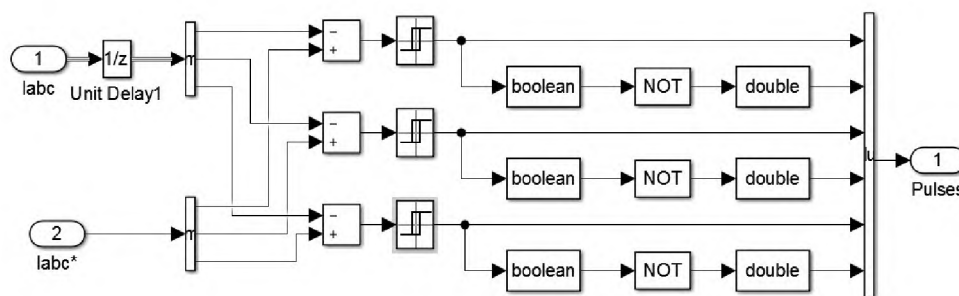 1
Iabc
1/z
Unit Delay1
m
−
+
boolean
NOT
double
−
+
boolean
NOT
double
1
Pulses
2
Iabc*
m
−
+
boolean
NOT
double